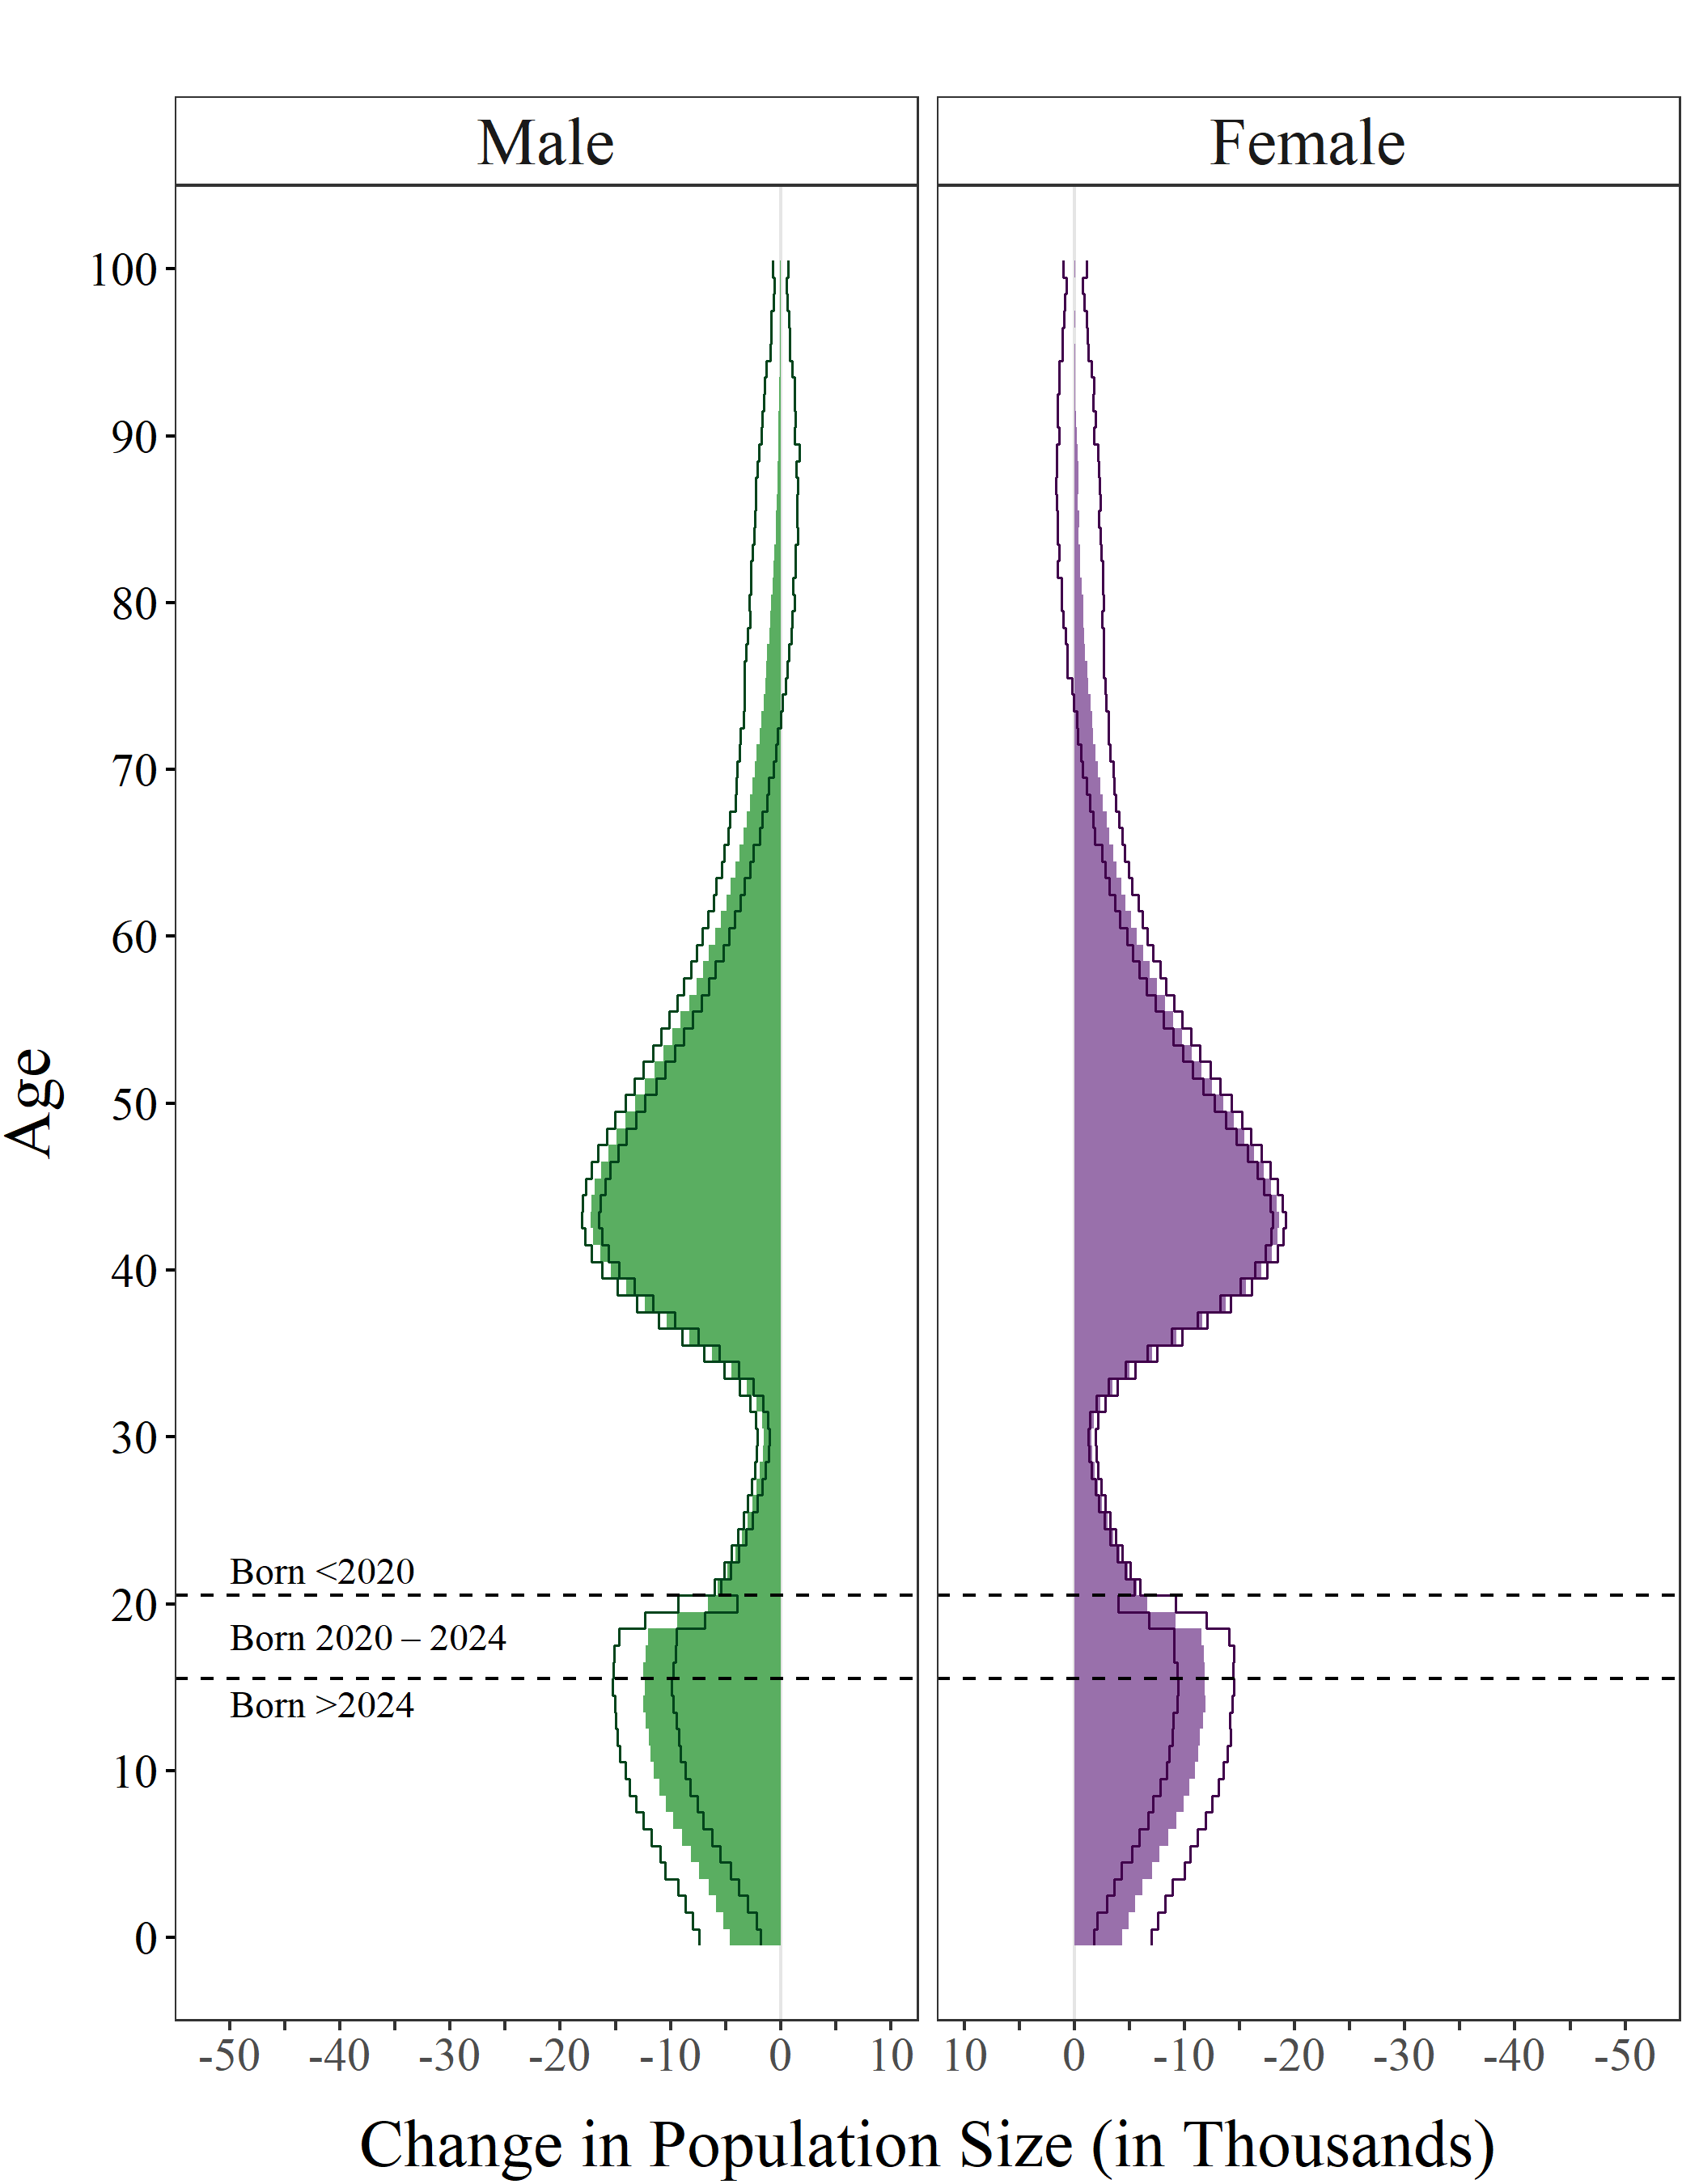 Male
Female
100
90
80
70
60
50
40
30
20
10
0
Age
Born <2020
Born 2020 – 2024
Born >2024
-50 -40 -30 -20 -10 0 10
10 0 -10 -20 -30 -40 -50
Change in Population Size (in Thousands)